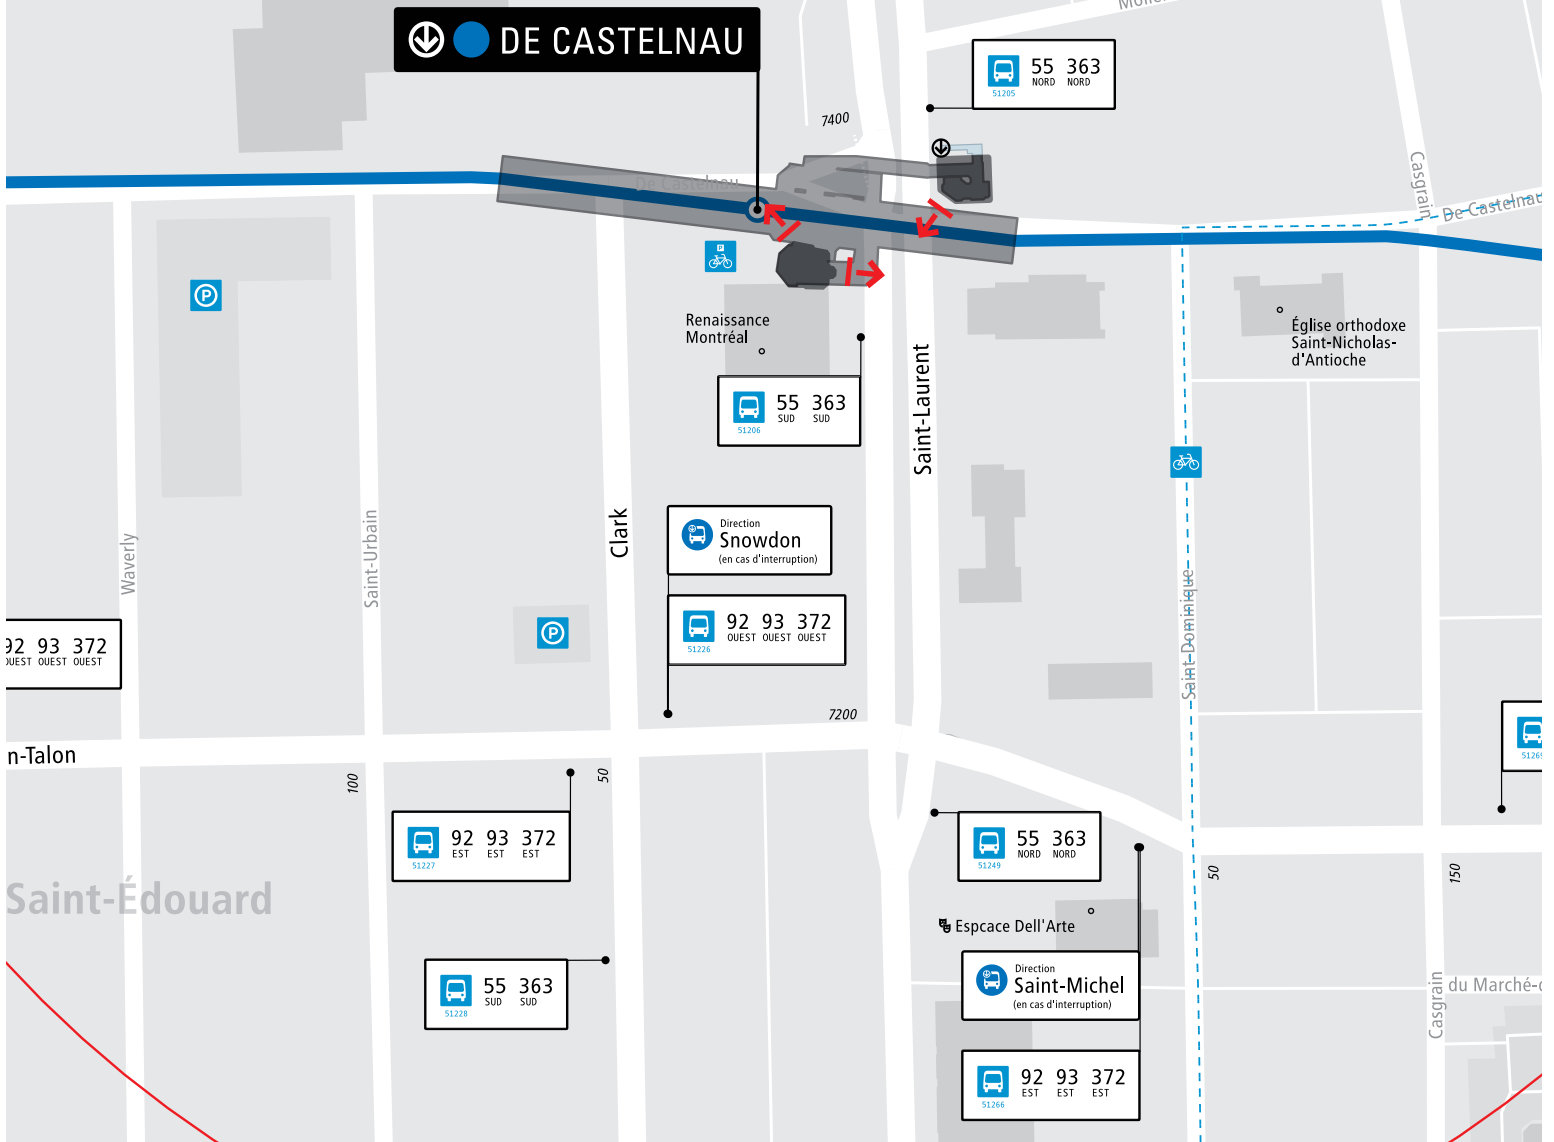 DE CASTELNAU
55 363
NORD NORD
51205
7400
De Castelnau
Casgrain
De Castelnau
P
P
Renaissance
Montréal
Église orthodoxe
Saint-Nicholas-
d'Antioche
55 363
SUD SUD
51206
Saint-Laurent
Clark
Saint-Urbain
Waverly
Direction
Snowdon
(en cas d'interruption)
92 93 372
OUEST OUEST OUEST
51226
P
92 93 372
OUEST OUEST OUEST
Saint-Dominique
7200
n-Talon
100
50
92 93 372
EST EST EST
51227
55 363
NORD NORD
51249
50
150
Saint-Édouard
Espcace Dell'Arte
55 363
SUD SUD
51228
Direction
Saint-Michel
(en cas d'interruption)
Casgrain
du Marché-d
92 93 372
EST EST EST
51266